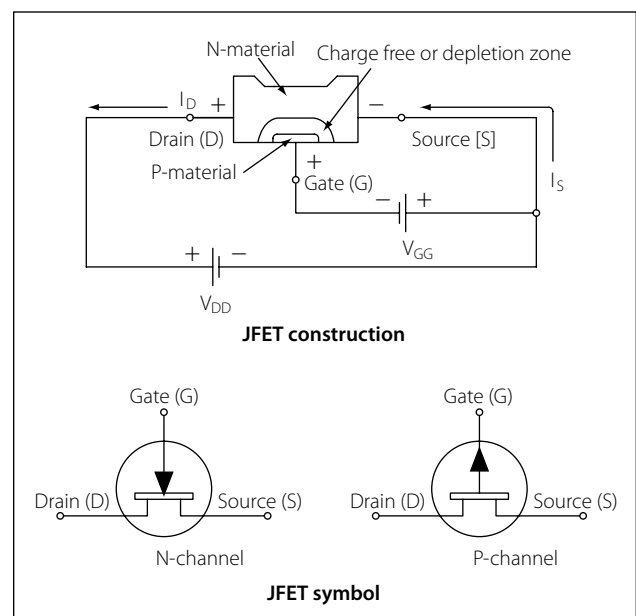 N-material
Charge free or depletion zone
I_D
+
−
Drain (D)
Source [S]
P-material
+
Gate (G)
I_S
−
+
V_GG
+
−
V_DD
JFET construction
Gate (G)
Gate (G)
Drain (D)
Source (S)
Drain (D)
Source (S)
N-channel
P-channel
JFET symbol